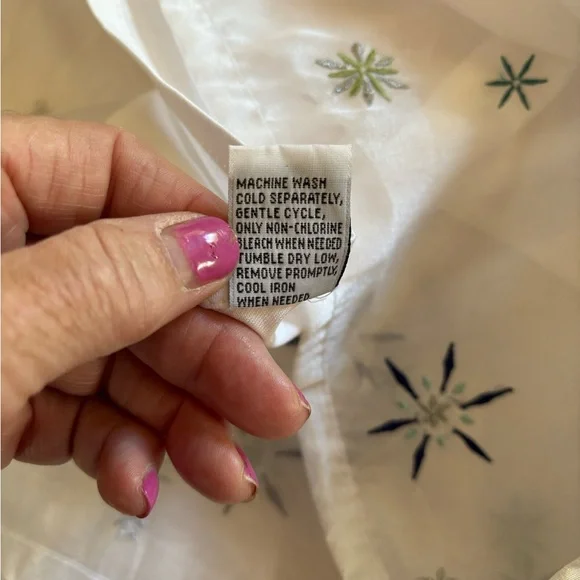 MACHINE WASH
COLD SEPARATELY,
GENTLE CYCLE,
ONLY NON-CHLORINE
BLEACH WHEN NEEDED
TUMBLE DRY LOW,
REMOVE PROMPTLY,
COOL IRON
WHEN NEEDED